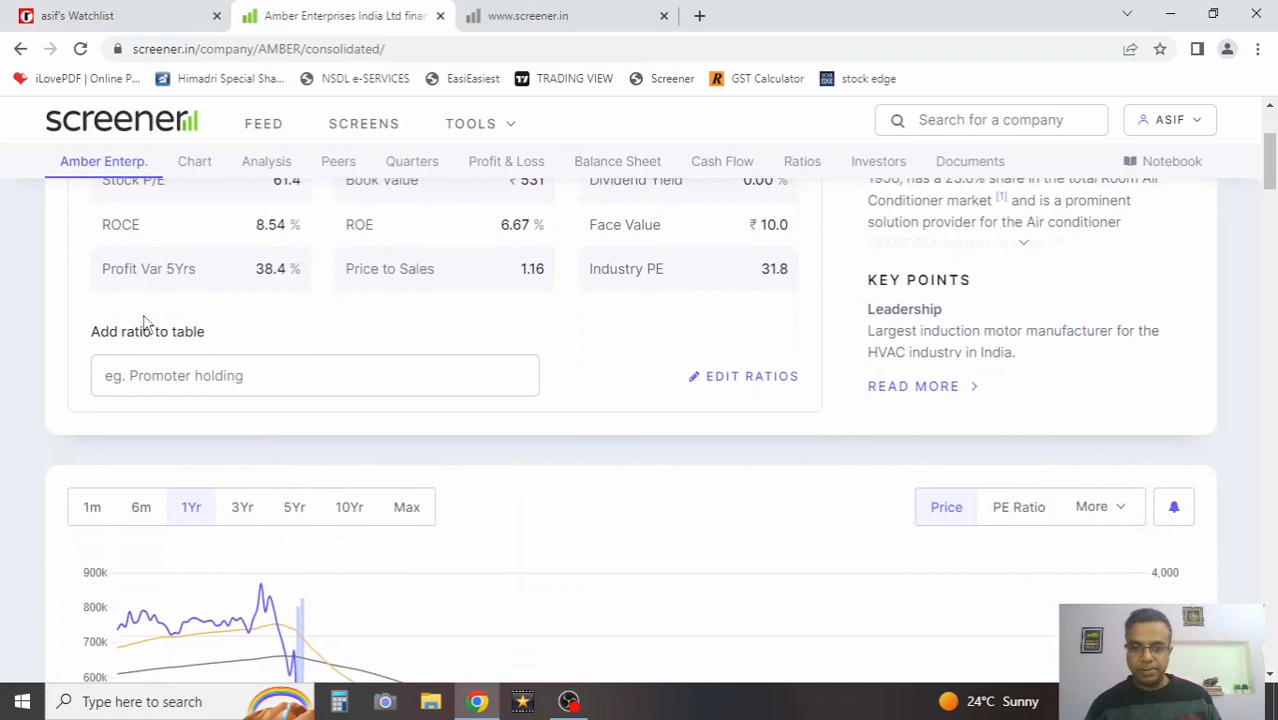 asif's Watchlist
Amber Enterprises India Ltd finar
www.screener.in
screener.in/company/AMBER/consolidated/
iLovePDF | Online P...
Himadri Special Sha...
NSDL e-SERVICES
EasiEasiest
TRADING VIEW
Screener
GST Calculator
stock edge
screener
FEED
SCREENS
TOOLS
Search for a company
ASIF
Amber Enterp.
Chart
Analysis
Peers
Quarters
Profit & Loss
Balance Sheet
Cash Flow
Ratios
Investors
Documents
Notebook
Stock P/E 61.4
Book Value ₹ 531
Dividend Yield 0.00 %
ROCE 8.54 %
ROE 6.67 %
Face Value ₹ 10.0
Profit Var 5Yrs 38.4 %
Price to Sales 1.16
Industry PE 31.8
Add ratio to table
eg. Promoter holding
EDIT RATIOS
has a 23.6% share in the total Room Air
Conditioner market [1] and is a prominent
solution provider for the Air conditioner
KEY POINTS
Leadership
Largest induction motor manufacturer for the
HVAC industry in India.
READ MORE
1m 6m 1Yr 3Yr 5Yr 10Yr Max
Price PE Ratio More
900k
800k
700k
600k
4,000
Type here to search
24°C Sunny